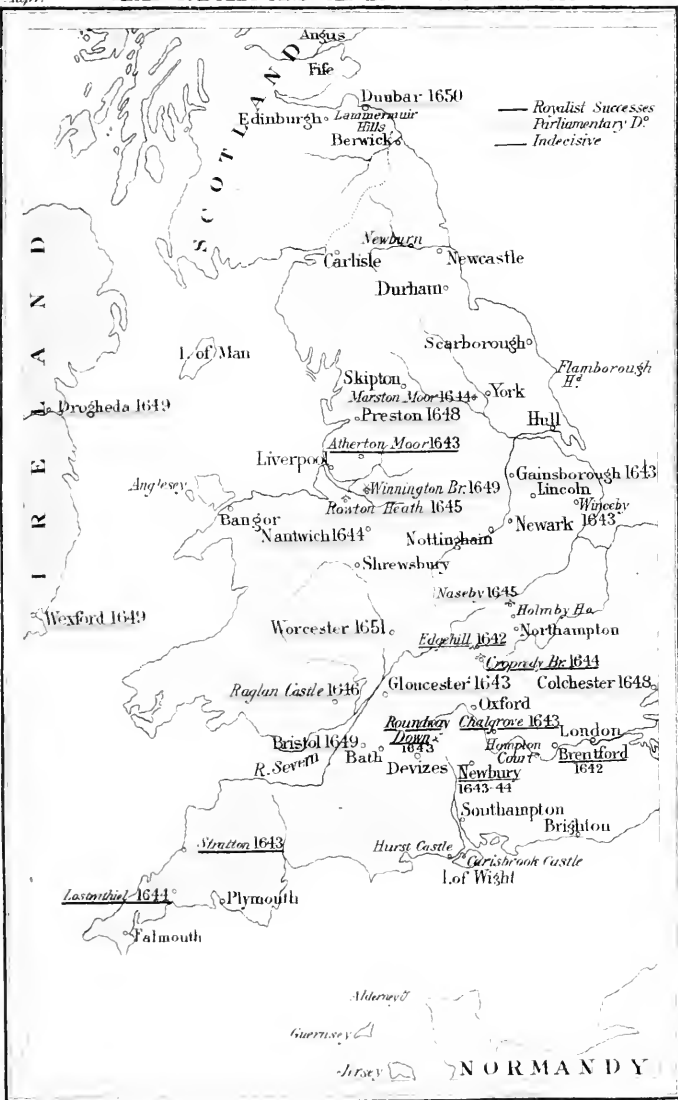 Angus
Fife
SCOTLAND
Dunbar 1650
Edinburgh
Lammermuir
Hills
Berwick
Royalist Successes
Parliamentary Dº.
Indecisive
Newburn
Carlisle
Newcastle
Durham
IRELAND
I. of Man
Scarborough
Flamborough
Hd.
Skipton
Marston Moor 1644
York
Drogheda 1649
Preston 1648
Hull
Atherton Moor 1643
Liverpool
Gainsborough 1643
Anglesey
Winnington Br. 1649
Lincoln
Rowton Heath 1645
Winceby
1643
Bangor
Newark
Nantwich 1644
Nottingham
Shrewsbury
Naseby 1645
Holmby Ho.
Wexford 1649
Worcester 1651
Northampton
Edgehill 1642
Cropredy Br. 1644
Raglan Castle 1646
Gloucester 1643
Colchester 1648
Oxford
Roundway
Down
1643
Chalgrove 1643
London
Bristol 1649
Bath
Hampton
Court
Brentford
1642
R. Severn
Devizes
Newbury
1643-44
Southampton
Brighton
Stratton 1643
Hurst Castle
Carisbrook Castle
I. of Wight
Lostwithiel 1644
Plymouth
Falmouth
Alderney
Guernsey
Jersey
NORMANDY